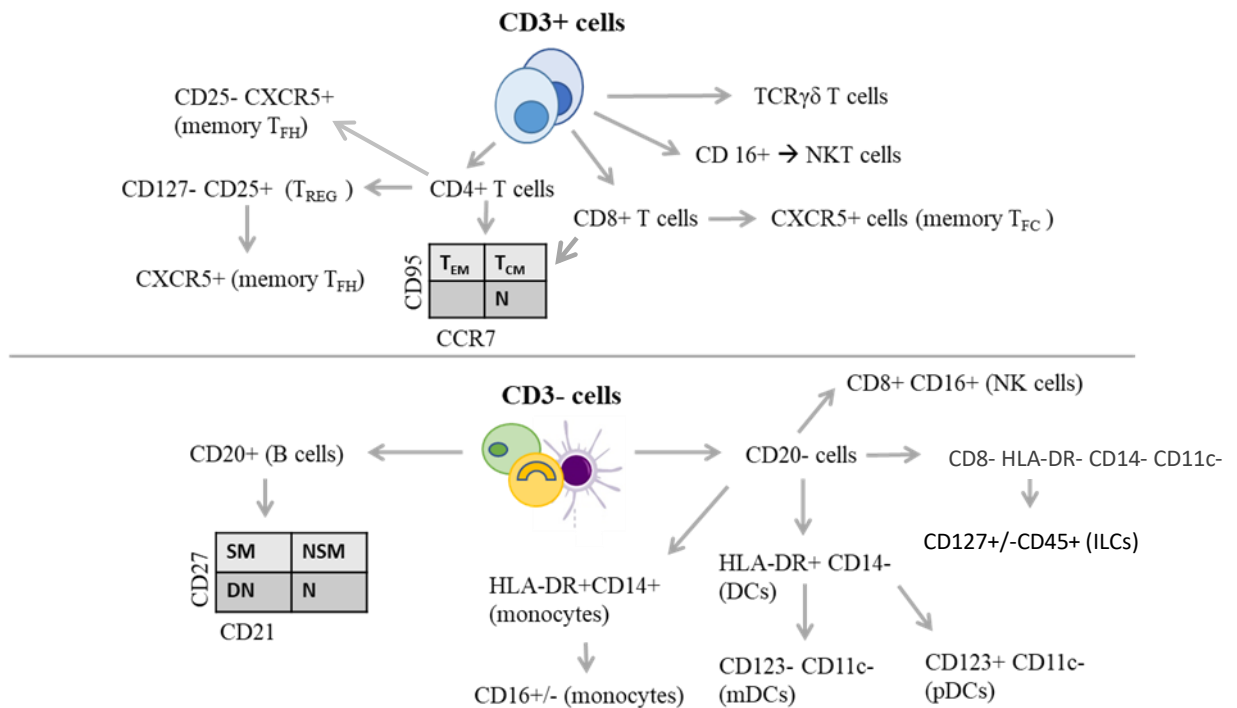 CD3+ cells
CD25- CXCR5+
(memory TFH)
TCRγδ T cells
CD 16+ → NKT cells
CD127- CD25+ (TREG )
CD4+ T cells
CD8+ T cells
CXCR5+ cells (memory TFC )
CXCR5+ (memory TFH)
CD95
TEM TCM
N
CCR7
CD3- cells
CD8+ CD16+ (NK cells)
CD20+ (B cells)
CD20- cells
CD8- HLA-DR- CD14- CD11c-
CD127+/-CD45+ (ILCs)
CD27
SM NSM
DN N
CD21
HLA-DR+CD14+
(monocytes)
HLA-DR+ CD14-
(DCs)
CD16+/- (monocytes)
CD123- CD11c-
(mDCs)
CD123+ CD11c-
(pDCs)